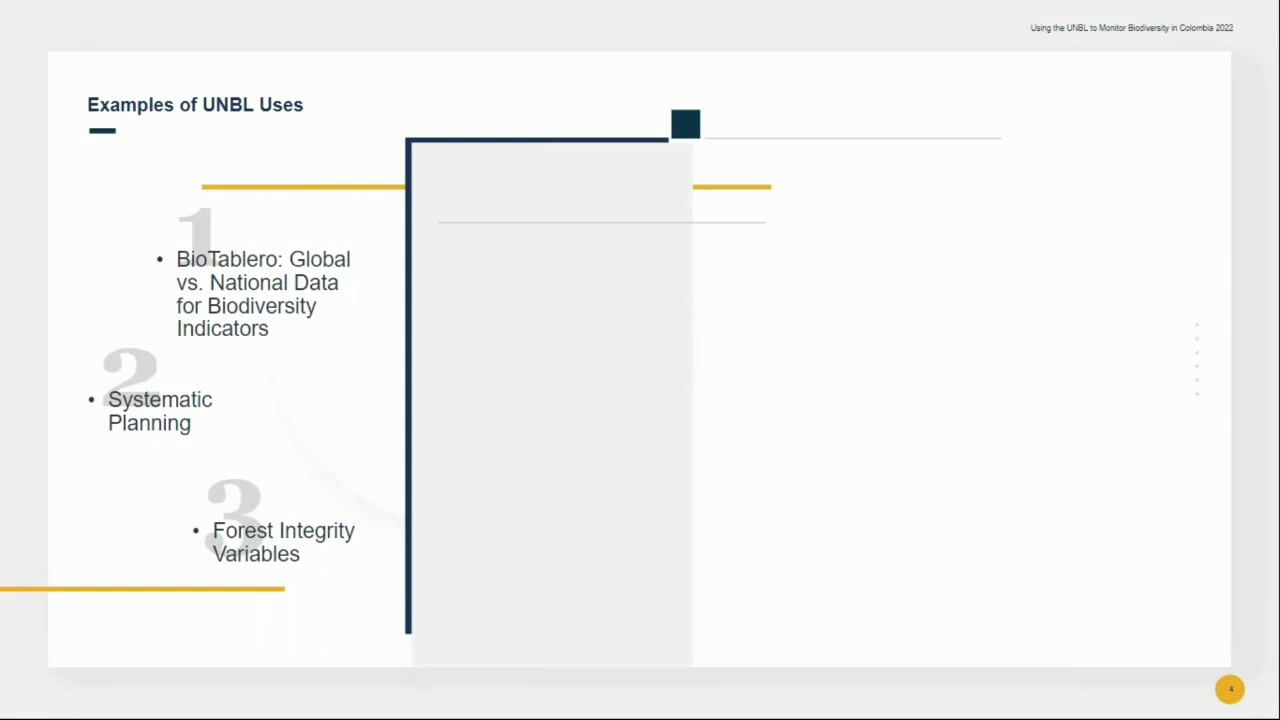 Using the UNBL to Monitor Biodiversity in Colombia 2022
Examples of UNBL Uses
1
• BioTablero: Global
vs. National Data
for Biodiversity
Indicators
2
• Systematic
Planning
3
• Forest Integrity
Variables
4